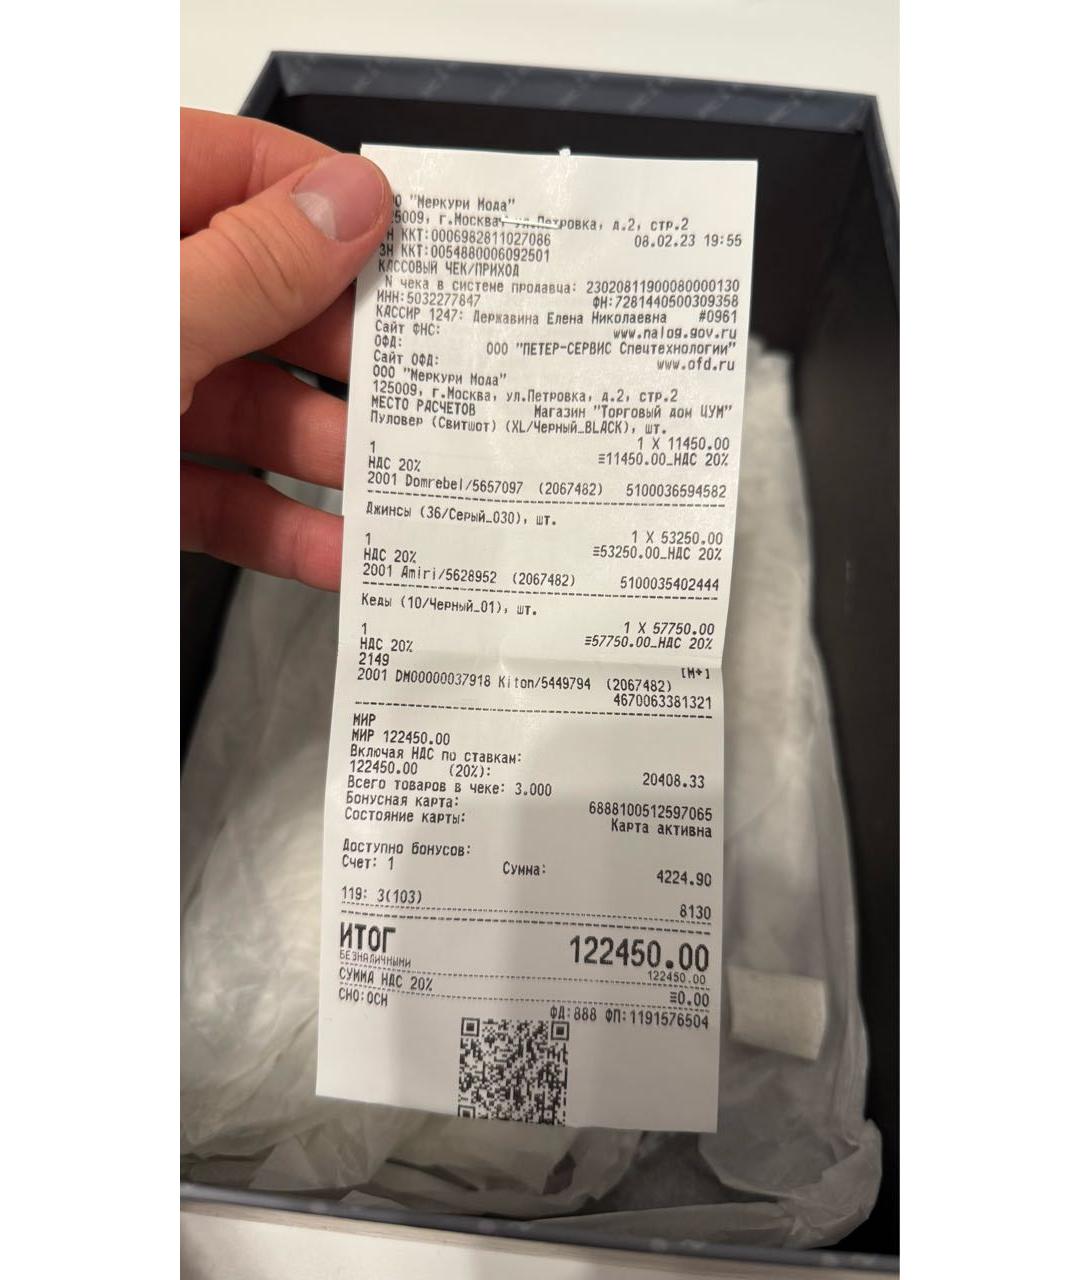 О "Меркури Мода"
5009, г.Москва, ул.Петровка, д.2, стр.2
Н ККТ:0006982811027086 08.02.23 19:55
ЗН ККТ:0054880006092501
КАССОВЫЙ ЧЕК/ПРИХОД
N чека в системе продавца: 23020811900080000130
ИНН:5032277847 ФН:7281440500309358
КАССИР 1247: Державина Елена Николаевна #0961
Сайт ФНС: www.nalog.gov.ru
ОФД: ООО "ПЕТЕР-СЕРВИС Спецтехнологии"
Сайт ОФД: www.ofd.ru
ООО "Меркури Мода"
125009, г.Москва, ул.Петровка, д.2, стр.2
МЕСТО РАСЧЕТОВ Магазин "Торговый дом ЦУМ"
Пуловер (Свитшот) (XL/Черный_BLACK), шт.
1 1 X 11450.00
НДС 20% ≡11450.00_НДС 20%
2001 Domrebel/5657097 (2067482) 5100036594582
Джинсы (36/Серый_030), шт.
1 1 X 53250.00
НДС 20% ≡53250.00_НДС 20%
2001 Amiri/5628952 (2067482) 5100035402444
Кеды (10/Черный_01), шт.
1 1 X 57750.00
НДС 20% ≡57750.00_НДС 20%
2149 [М+]
2001 DM00000037918 Kiton/5449794 (2067482)
4670063381321
МИР
МИР 122450.00
Включая НДС по ставкам:
122450.00 (20%): 20408.33
Всего товаров в чеке: 3.000
Бонусная карта: 6888100512597065
Состояние карты: Карта активна
Доступно бонусов:
Счет: 1 Сумма: 4224.90
119: 3(103) 8130
ИТОГ 122450.00
БЕЗНАЛИЧНЫМИ 122450.00
СУММА НДС 20% ≡0.00
СНО:ОСН ФД:888 ФП:1191576504